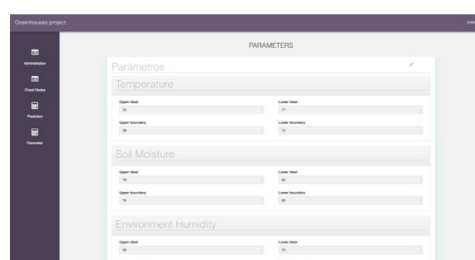 Greenhouses project
PARAMETERS
Administration
Check Nodes
Prediction
Parameter
Parámetros
Temperature
Upper ideal Lower ideal
Upper boundary Lower boundary
Soil Moisture
Upper ideal Lower ideal
Upper boundary Lower boundary
Environment Humidity
Upper ideal Lower ideal